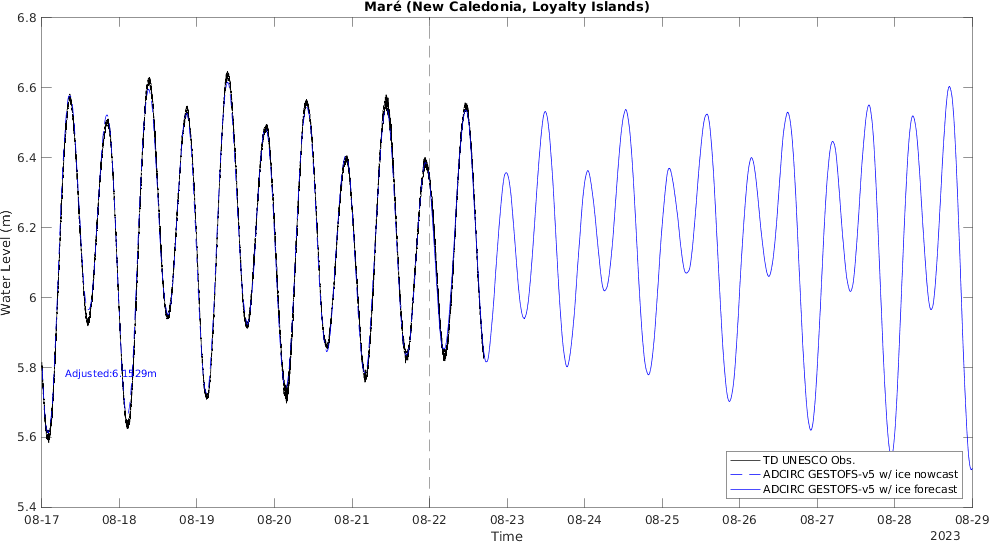 Maré (New Caledonia, Loyalty Islands)
6.8
6.6
6.4
6.2
6
5.8
5.6
5.4
Water Level (m)
Adjusted:6.1529m
TD UNESCO Obs.
ADCIRC GESTOFS-v5 w/ ice nowcast
ADCIRC GESTOFS-v5 w/ ice forecast
08-17 08-18 08-19 08-20 08-21 08-22 08-23 08-24 08-25 08-26 08-27 08-28 08-29
Time
2023